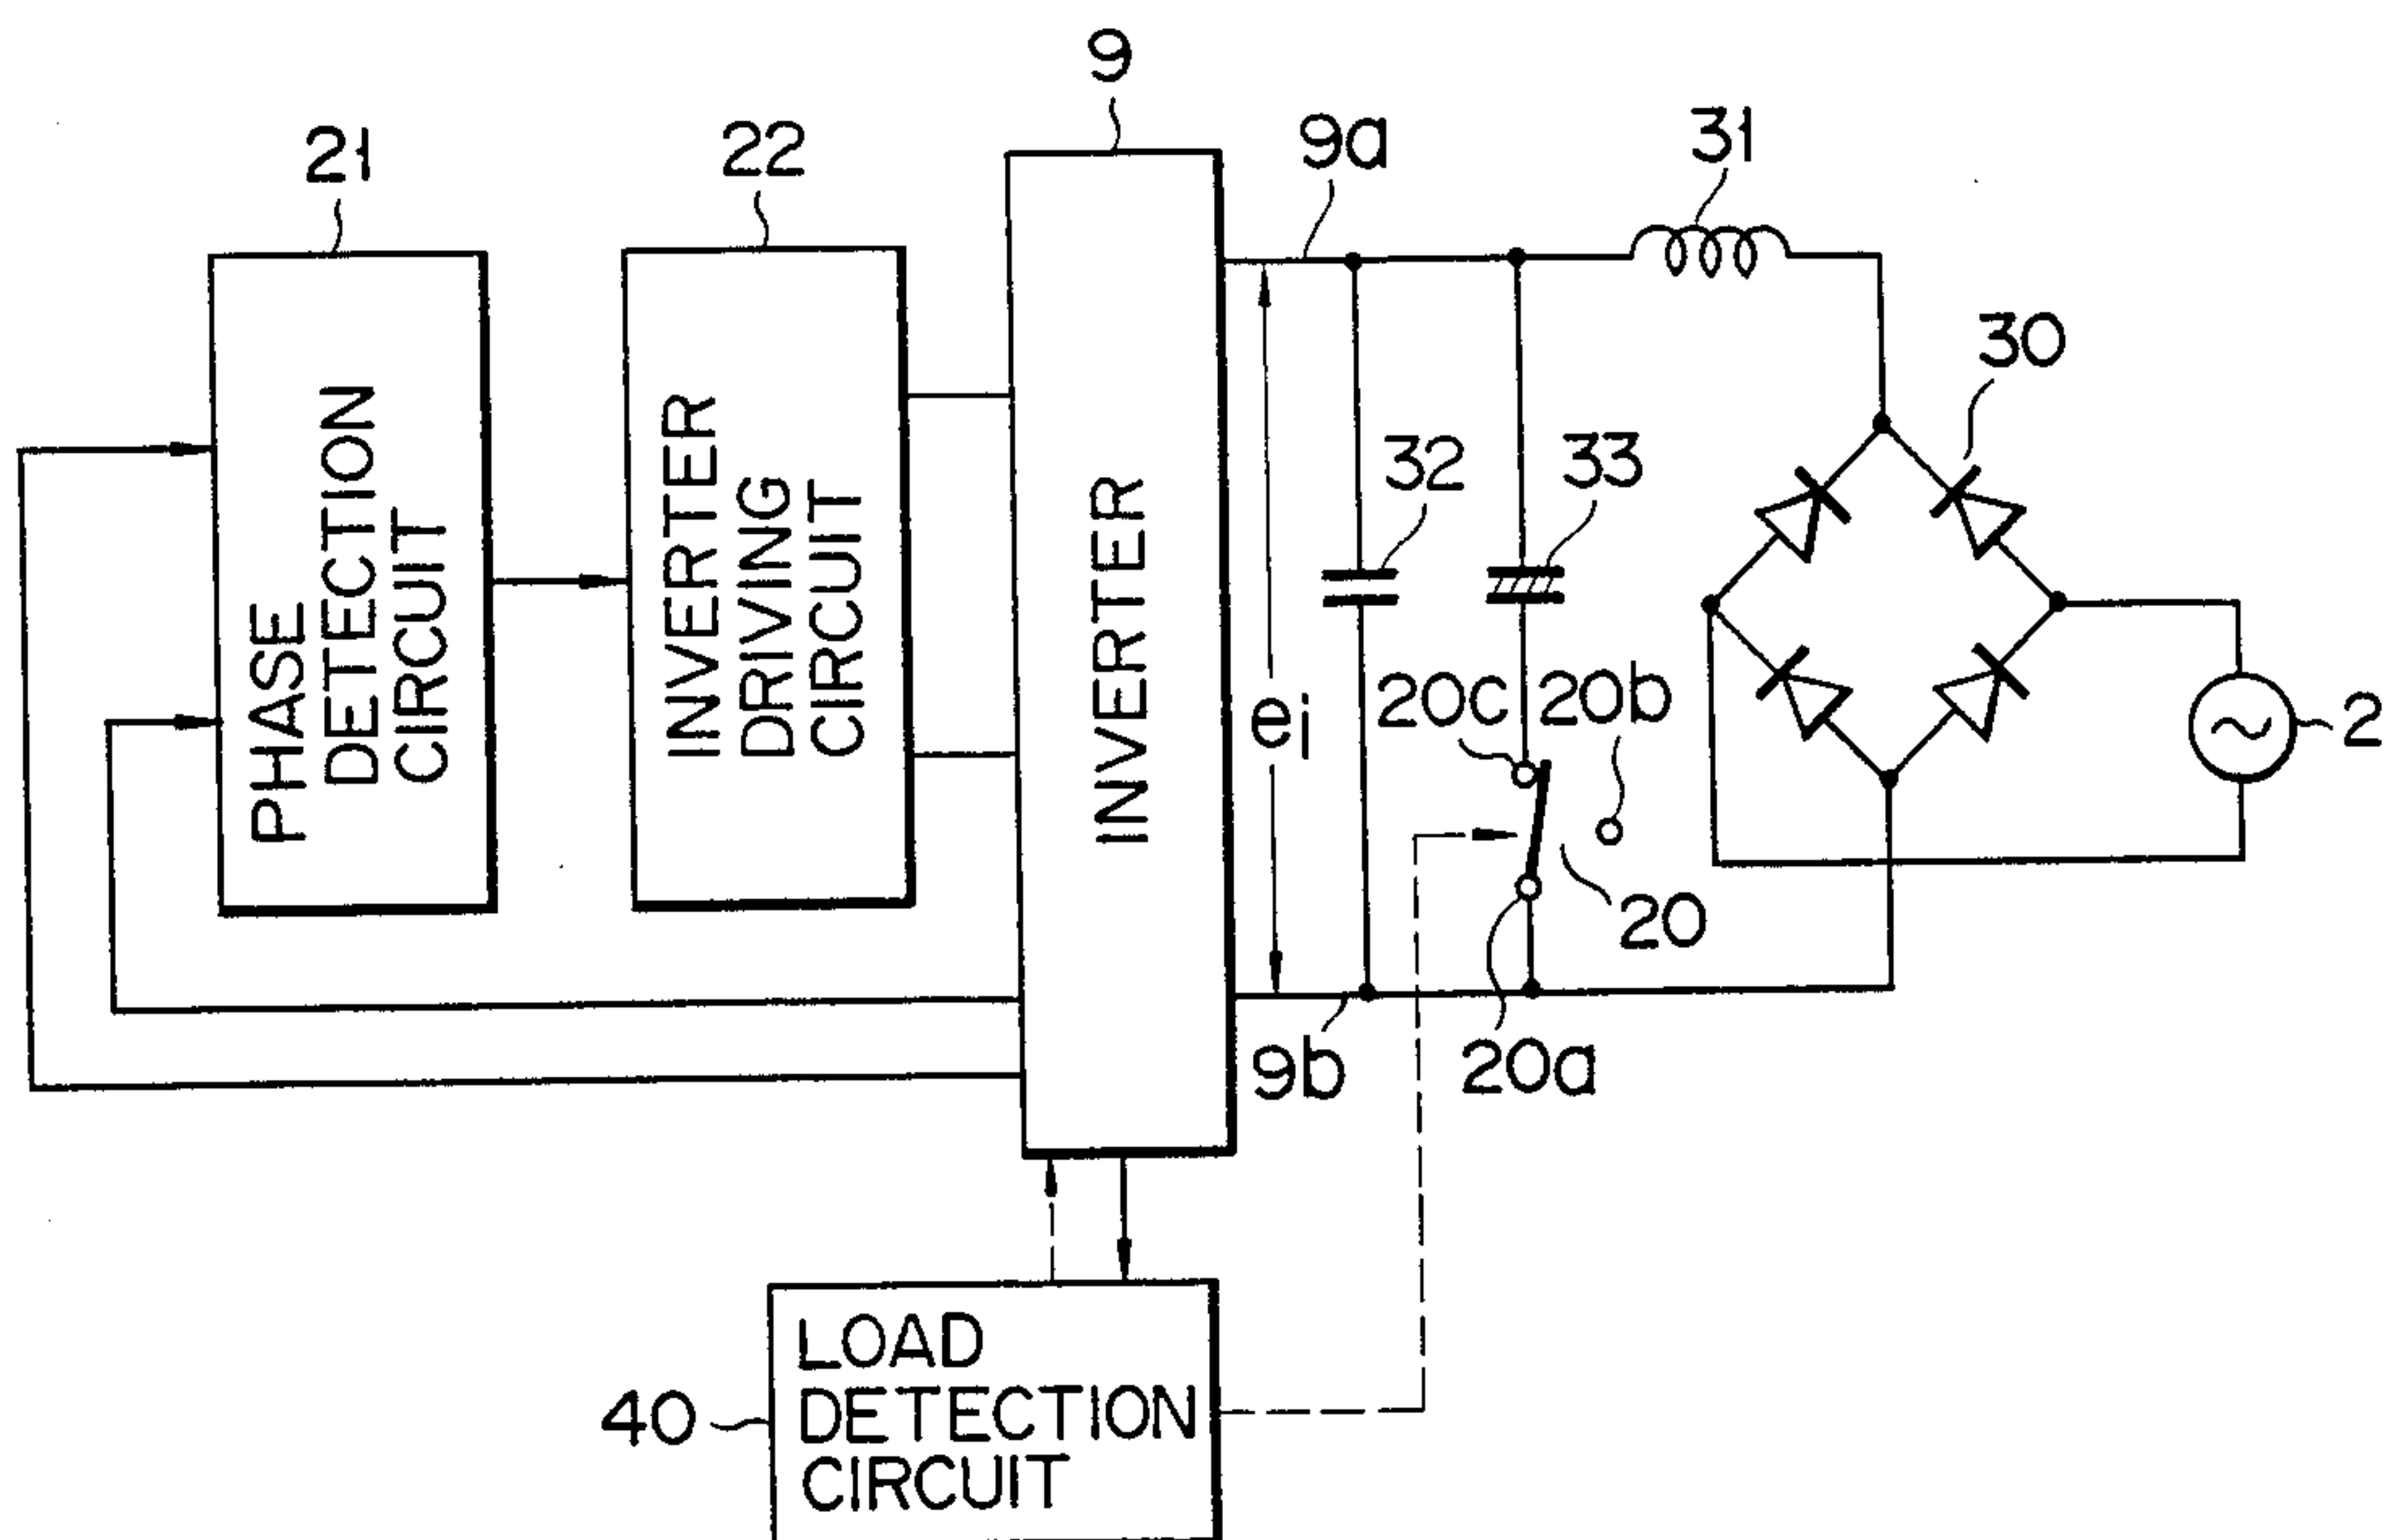 9
21
22
9a
31
30
PHASE
DETECTION
CIRCUIT
INVERTER
DRIVING
CIRCUIT
INVERTER
32
33
ei
20c
20b
2
20
9b
20a
40
LOAD
DETECTION
CIRCUIT